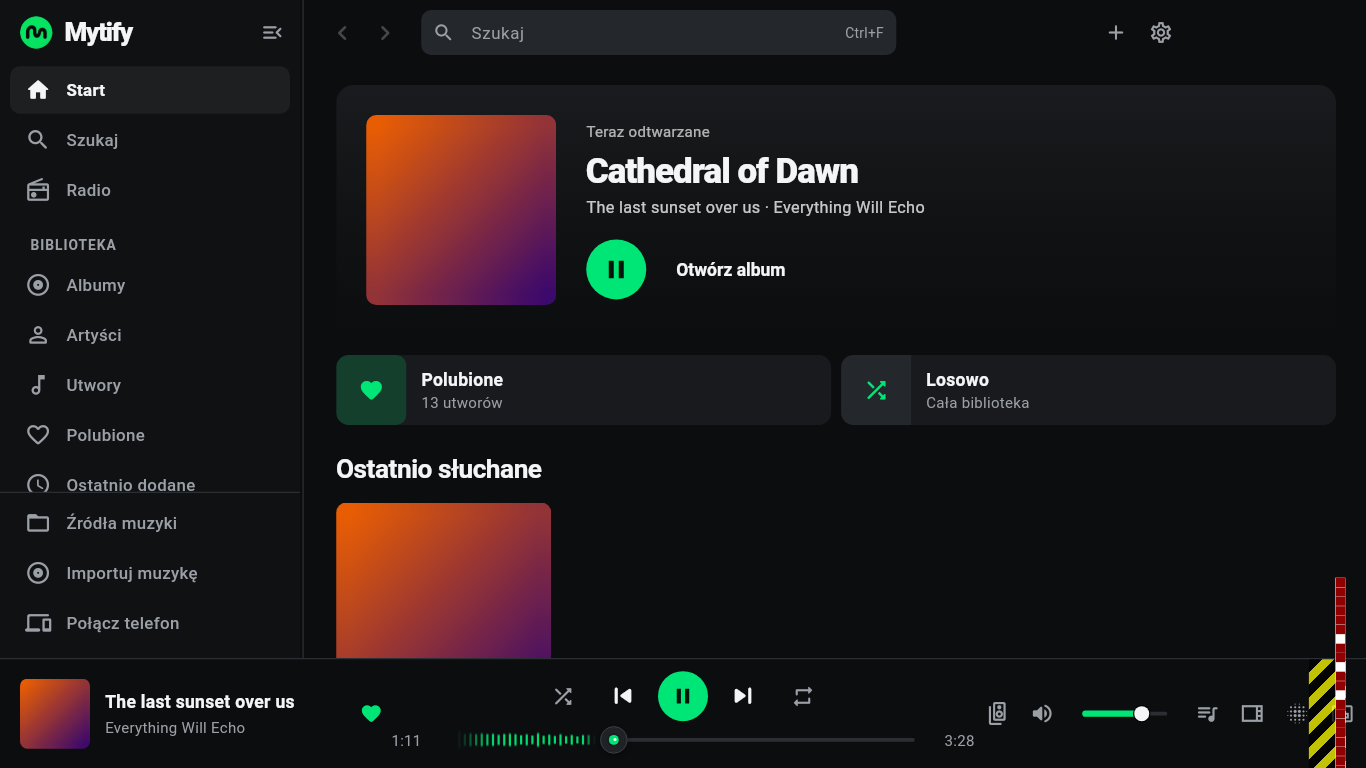 Mytify
Start
Szukaj
Radio
BIBLIOTEKA
Albumy
Artyści
Utwory
Polubione
Ostatnio dodane
Źródła muzyki
Importuj muzykę
Połącz telefon
Szukaj
Ctrl+F
Teraz odtwarzane
Cathedral of Dawn
The last sunset over us · Everything Will Echo
Otwórz album
Polubione
13 utworów
Losowo
Cała biblioteka
Ostatnio słuchane
The last sunset over us
Everything Will Echo
1:11
3:28